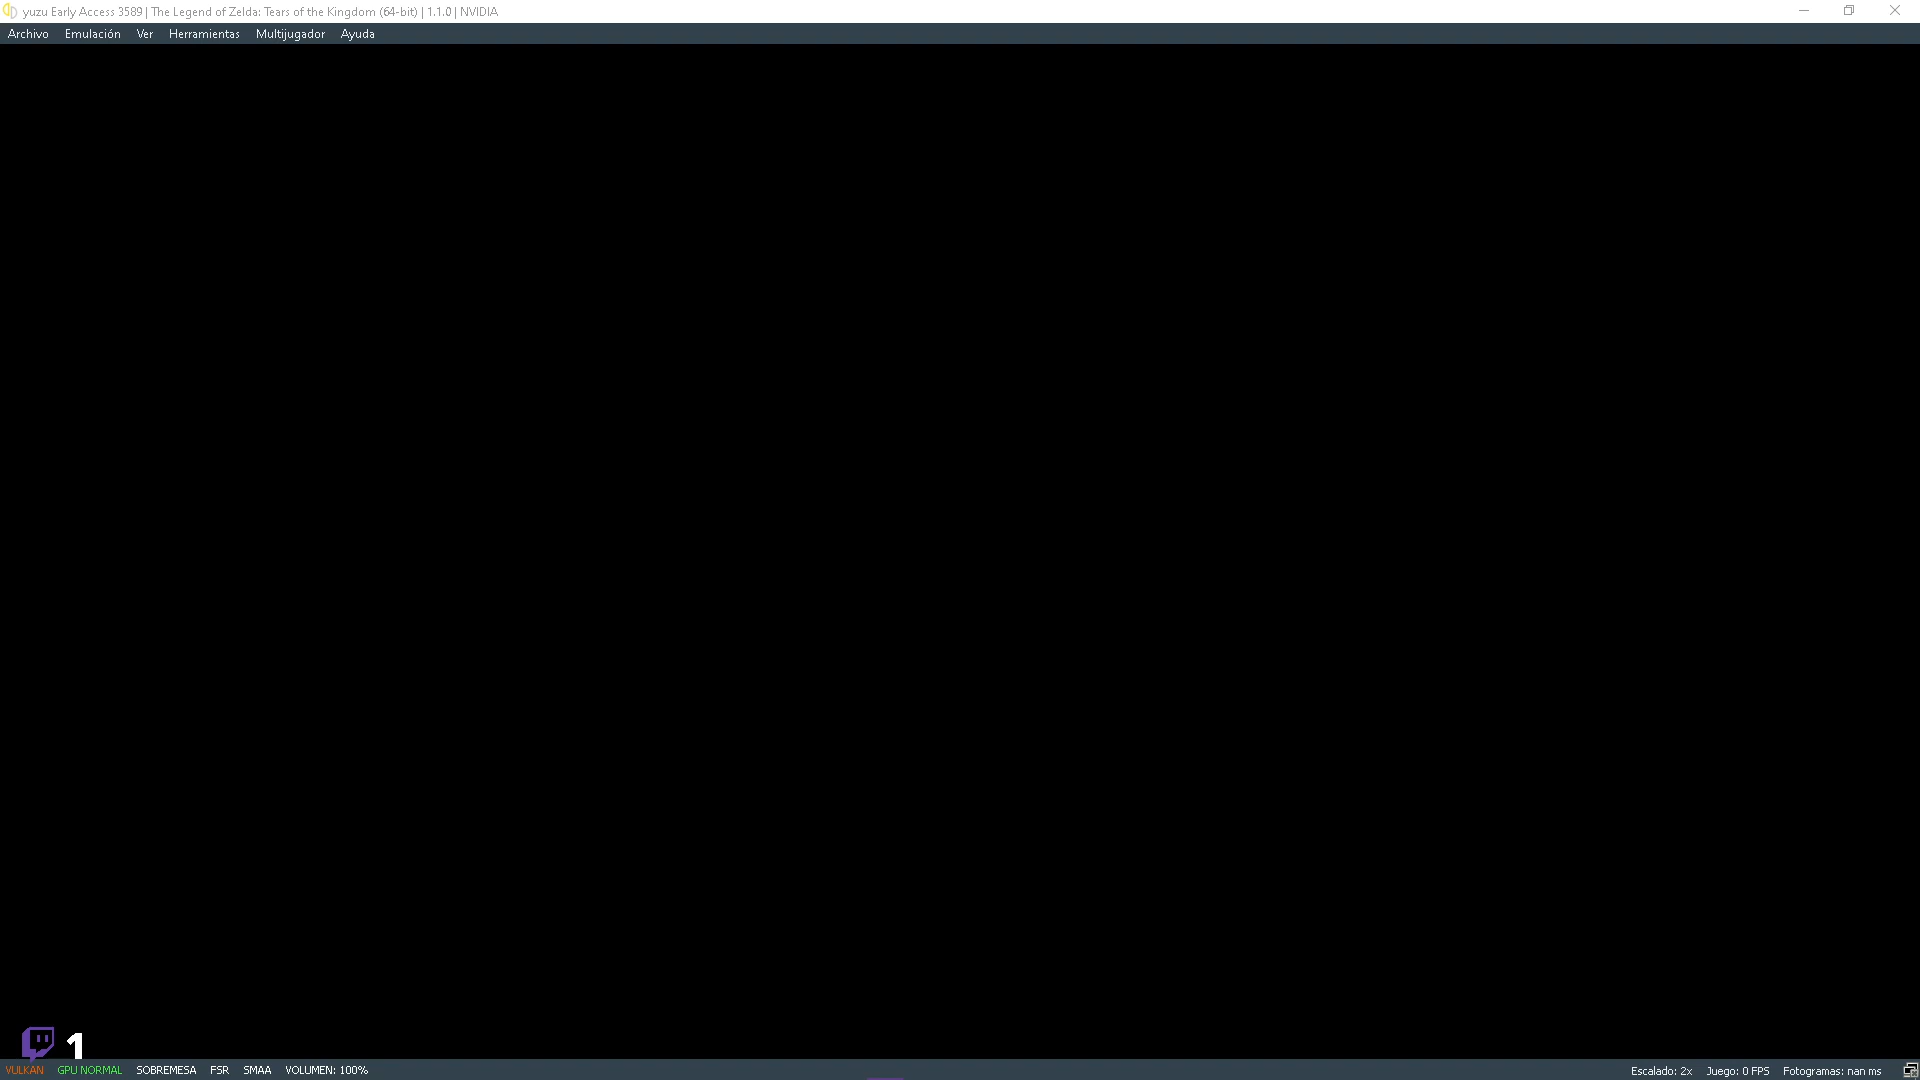 yuzu Early Access 3589 | The Legend of Zelda: Tears of the Kingdom (64-bit) | 1.1.0 | NVIDIA
Archivo Emulación Ver Herramientas Multijugador Ayuda
1
VULKAN GPU NORMAL SOBREMESA FSR SMAA VOLUMEN: 100% Escalado: 2x Juego: 0 FPS Fotogramas: nan ms